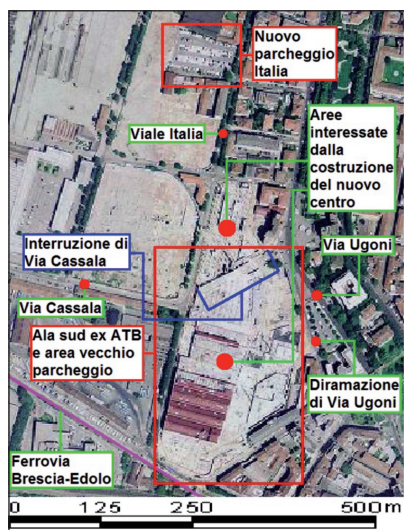 Nuovo
parcheggio
Italia
Viale Italia
Aree
interessate
dalla
costruzione
del nuovo
centro
Interruzione di
Via Cassala
Via Ugoni
Via Cassala
Ala sud ex ATB
e area vecchio
parcheggio
Diramazione
di Via Ugoni
Ferrovia
Brescia-Edolo
0 125 250 500 m